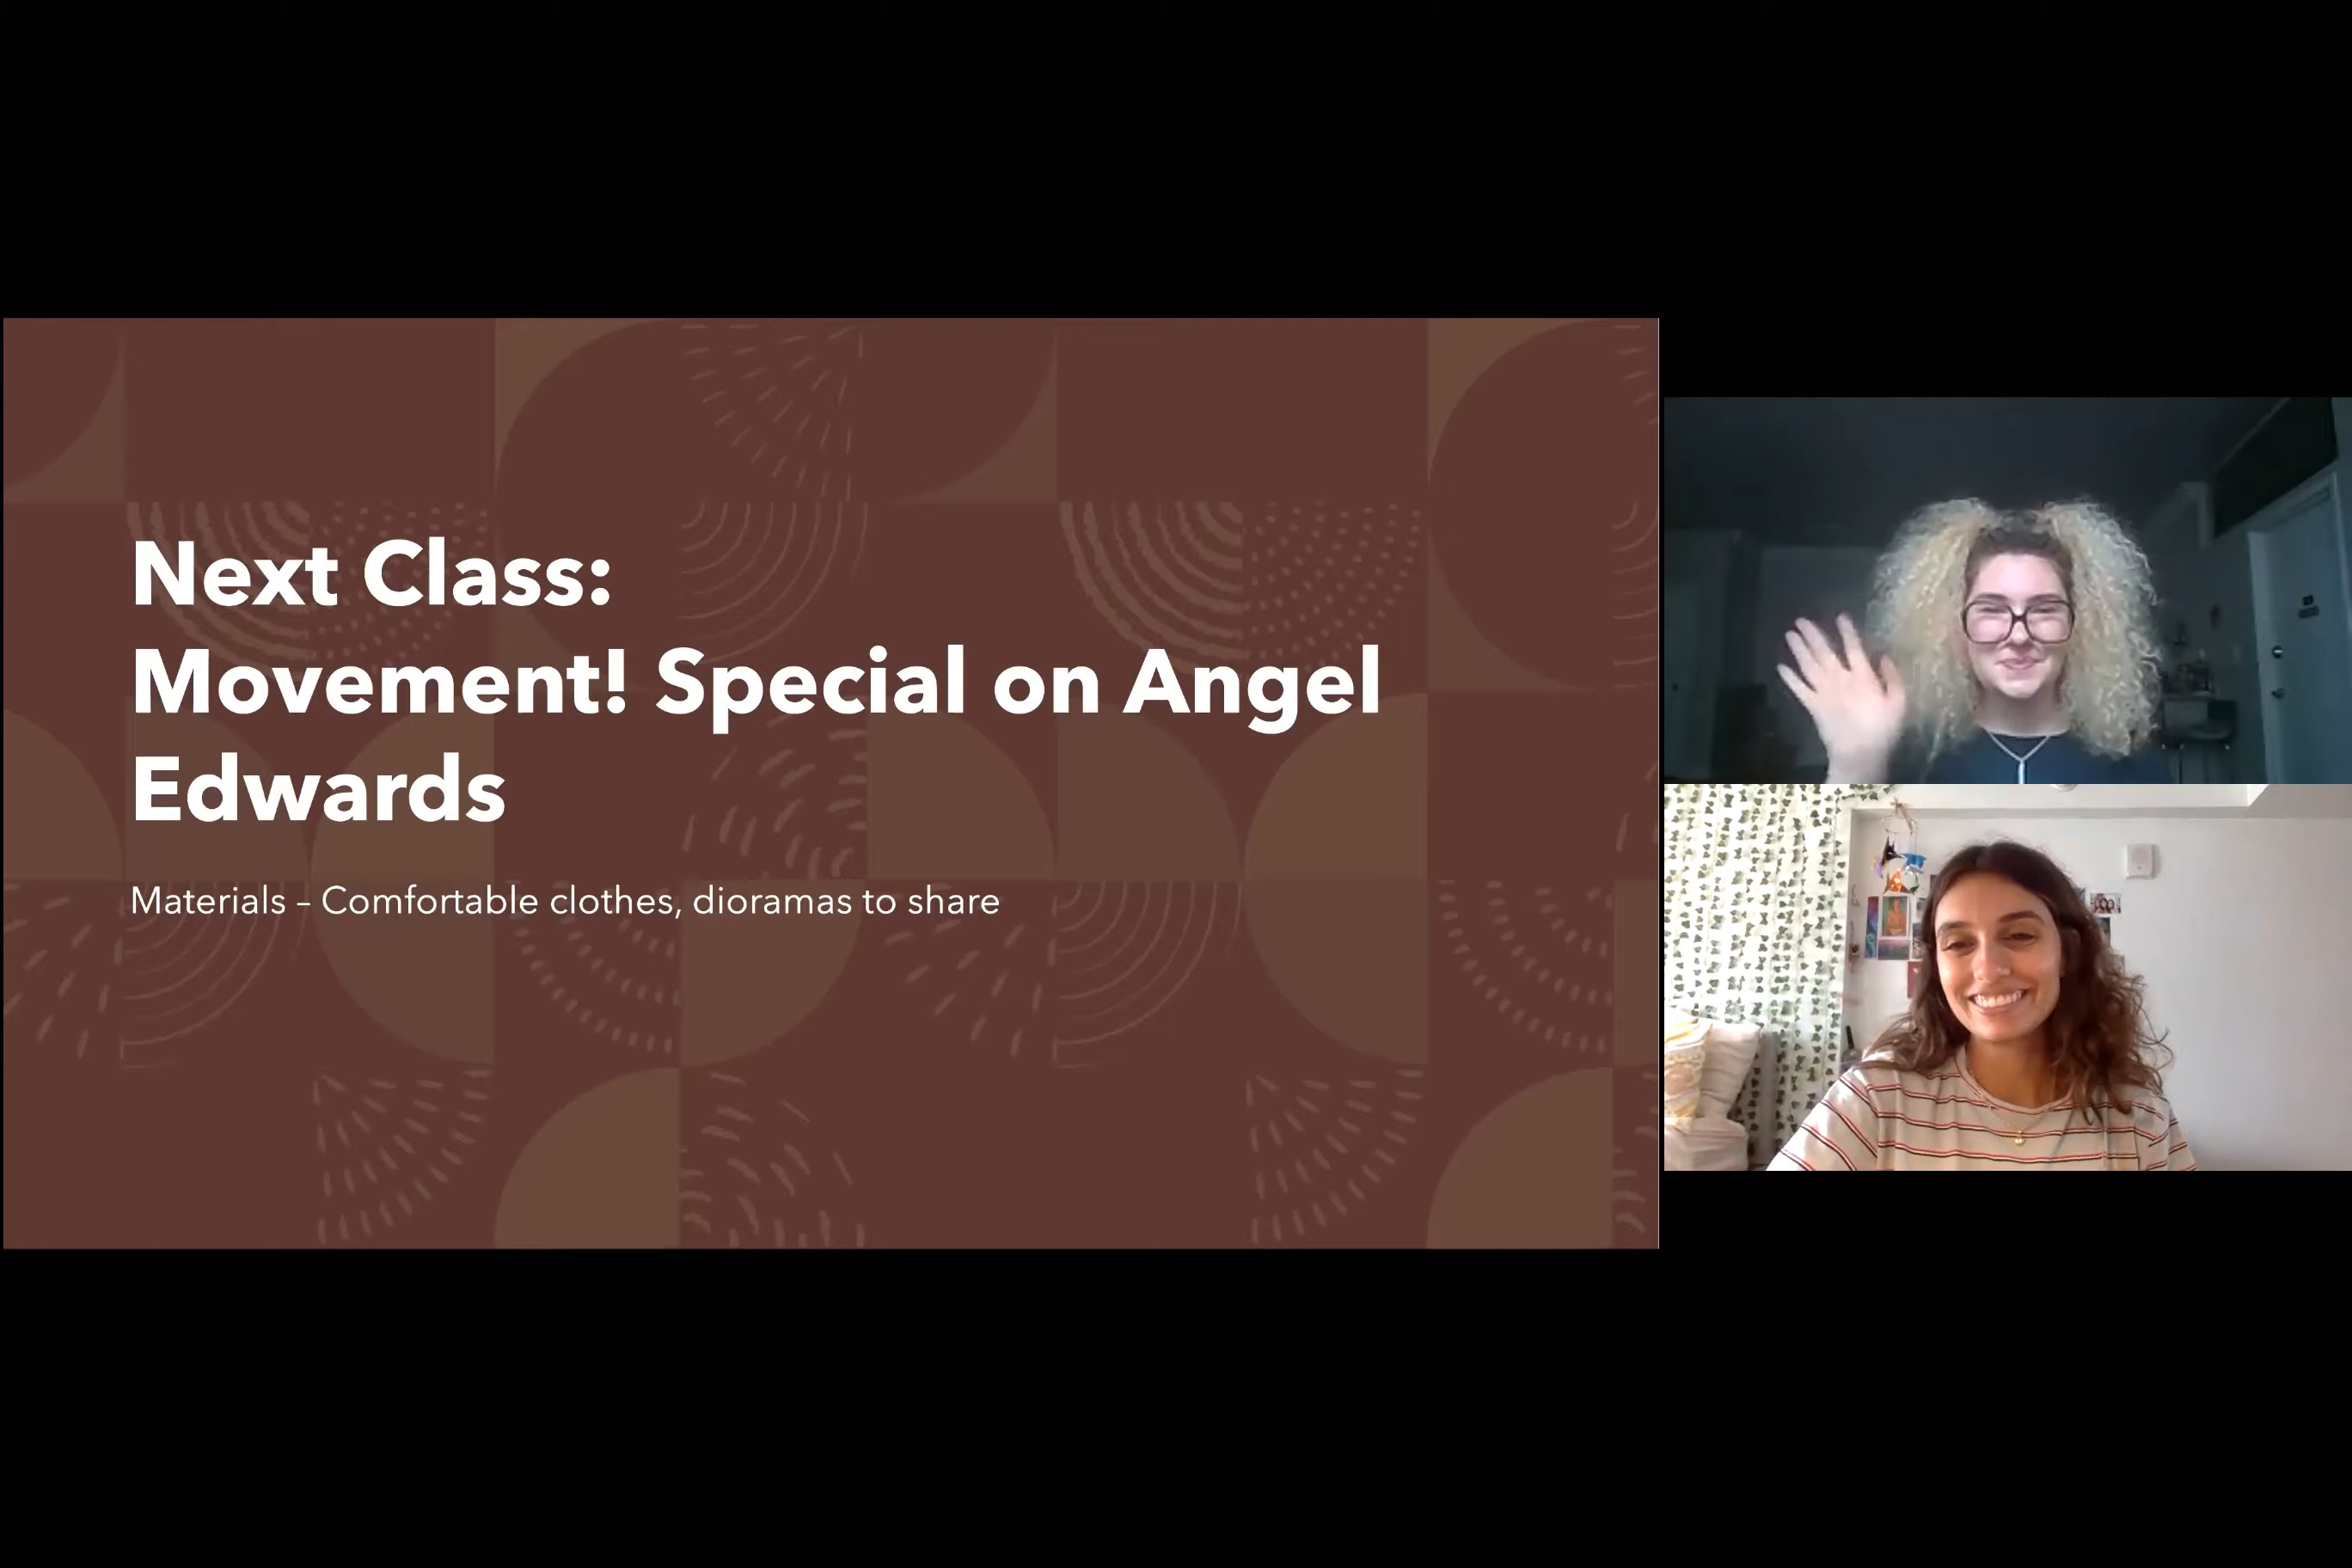 Next Class:
Movement! Special on Angel
Edwards
Materials – Comfortable clothes, dioramas to share